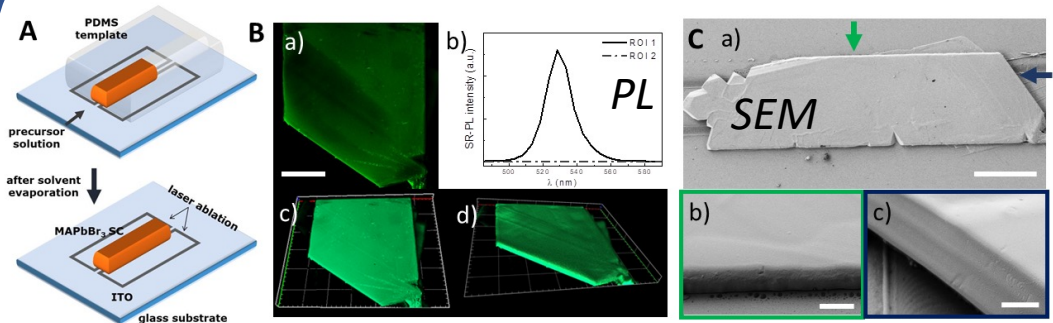 A
PDMS
template
precursor
solution
after solvent
evaporation
laser ablation
MAPbBr₃ SC
ITO
glass substrate
B
a)
b)
SR-PL intensity (a.u.)
ROI 1
ROI 2
PL
500 520 540 560 580
λ (nm)
c)
d)
C a)
SEM
b)
c)